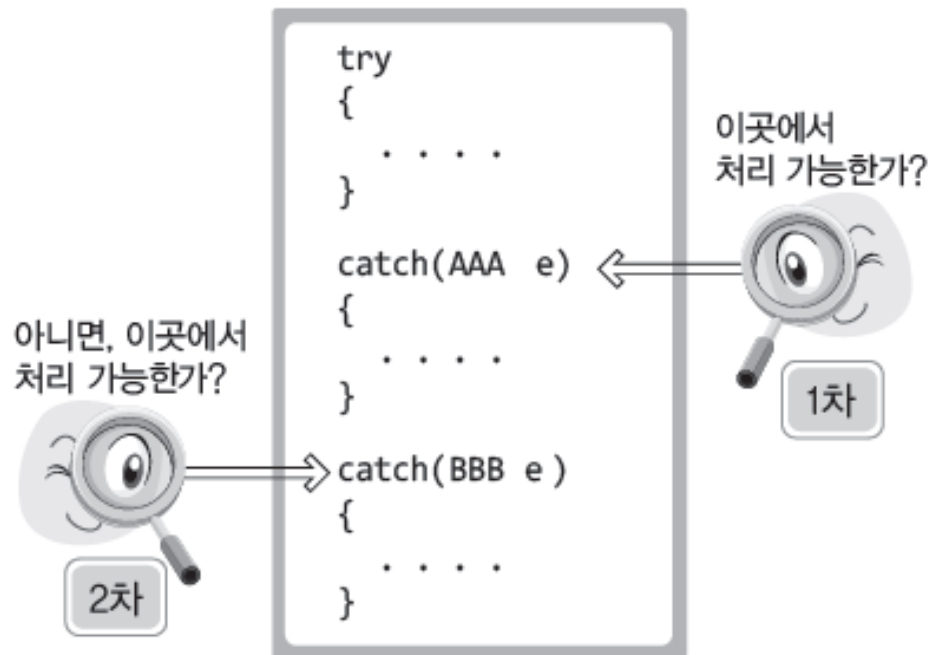 try
{
. . . .
}
catch(AAA e)
{
. . . .
}
catch(BBB e)
{
. . . .
}
이곳에서
처리 가능한가?
1차
아니면, 이곳에서
처리 가능한가?
2차